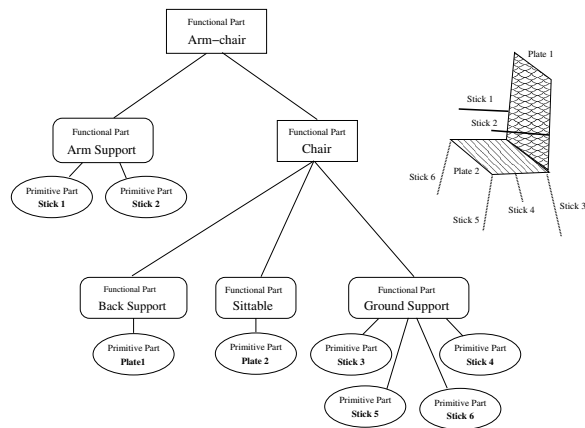 Functional Part
Arm-chair
Functional Part
Arm Support
Functional Part
Chair
Primitive Part
Stick 1
Primitive Part
Stick 2
Functional Part
Back Support
Functional Part
Sittable
Functional Part
Ground Support
Primitive Part
Plate1
Primitive Part
Plate 2
Primitive Part
Stick 3
Primitive Part
Stick 4
Primitive Part
Stick 5
Primitive Part
Stick 6
Plate 1
Stick 1
Stick 2
Stick 6
Plate 2
Stick 3
Stick 4
Stick 5